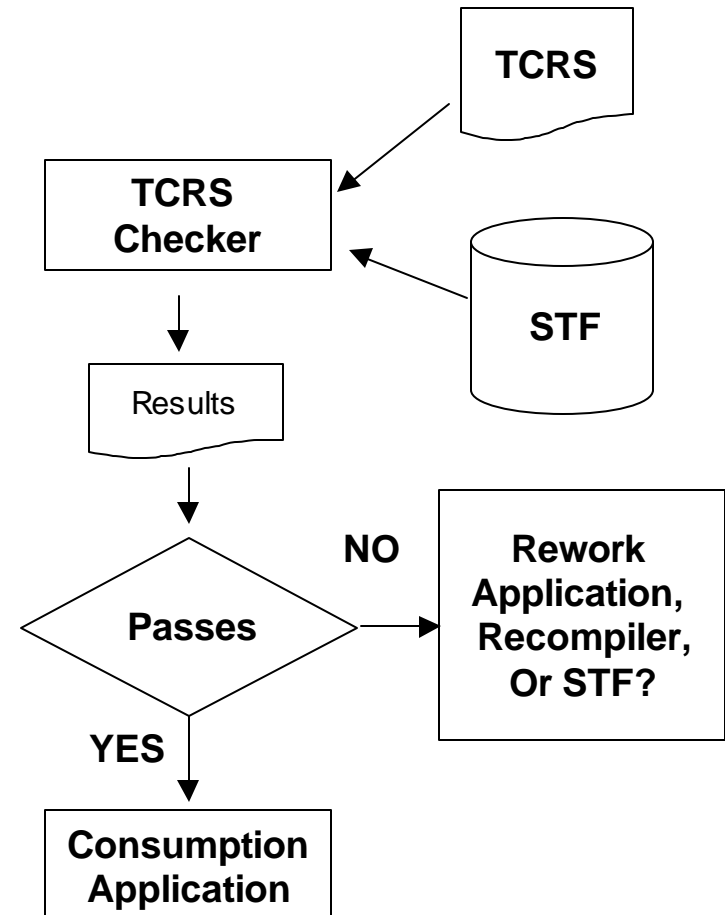 TCRS
TCRS
Checker
STF
Results
NO
Rework
Application,
Recompiler,
Or STF?
Passes
YES
Consumption
Application